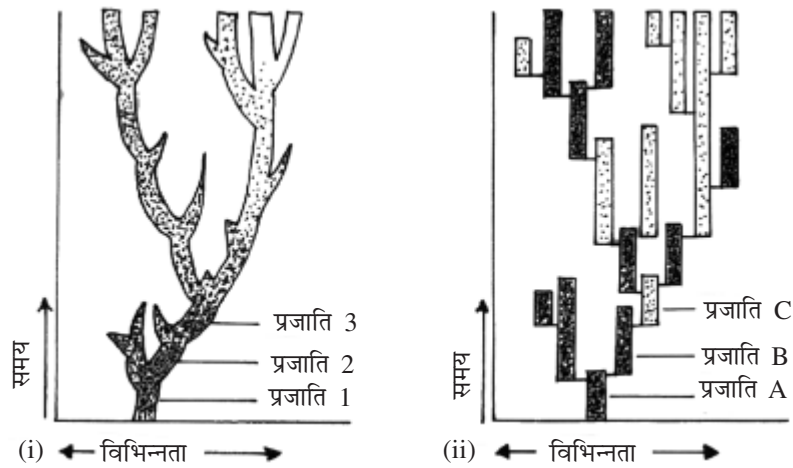 समय
प्रजाति 3
प्रजाति 2
प्रजाति 1
(i)
विभिन्नता
समय
प्रजाति C
प्रजाति B
प्रजाति A
(ii)
विभिन्नता